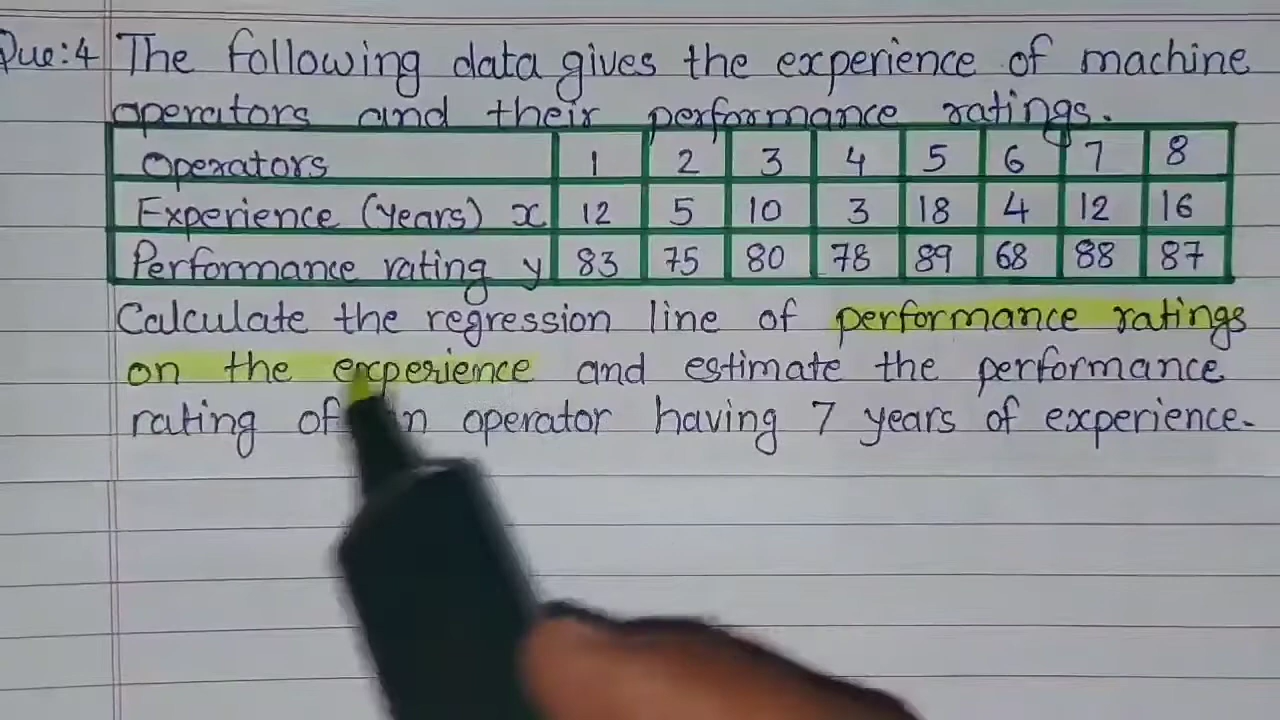 Que:4 The following data gives the experience of machine
operators and their performance ratings.
Operators 1 2 3 4 5 6 7 8
Experience (years) x 12 5 10 3 18 4 12 16
Performance rating y 83 75 80 78 89 68 88 87
Calculate the regression line of performance ratings
on the experience and estimate the performance
rating of operator having 7 years of experience.